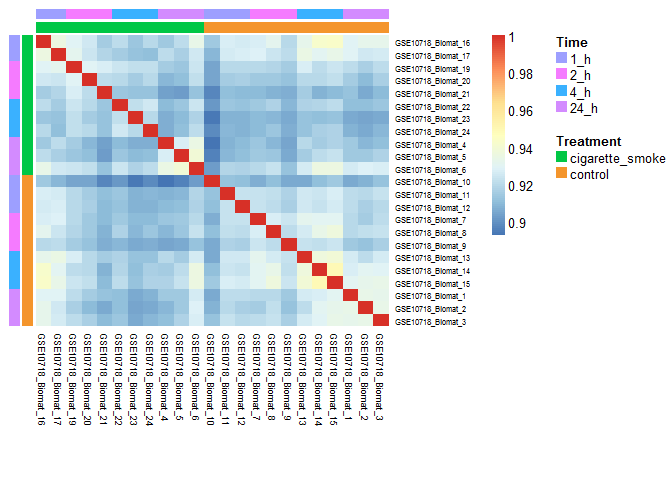 GSE10718_Biomat_16
GSE10718_Biomat_17
GSE10718_Biomat_19
GSE10718_Biomat_20
GSE10718_Biomat_21
GSE10718_Biomat_22
GSE10718_Biomat_23
GSE10718_Biomat_24
GSE10718_Biomat_4
GSE10718_Biomat_5
GSE10718_Biomat_6
GSE10718_Biomat_10
GSE10718_Biomat_11
GSE10718_Biomat_12
GSE10718_Biomat_7
GSE10718_Biomat_8
GSE10718_Biomat_9
GSE10718_Biomat_13
GSE10718_Biomat_14
GSE10718_Biomat_15
GSE10718_Biomat_1
GSE10718_Biomat_2
GSE10718_Biomat_3
GSE10718_Biomat_16
GSE10718_Biomat_17
GSE10718_Biomat_19
GSE10718_Biomat_20
GSE10718_Biomat_21
GSE10718_Biomat_22
GSE10718_Biomat_23
GSE10718_Biomat_24
GSE10718_Biomat_4
GSE10718_Biomat_5
GSE10718_Biomat_6
GSE10718_Biomat_10
GSE10718_Biomat_11
GSE10718_Biomat_12
GSE10718_Biomat_7
GSE10718_Biomat_8
GSE10718_Biomat_9
GSE10718_Biomat_13
GSE10718_Biomat_14
GSE10718_Biomat_15
GSE10718_Biomat_1
GSE10718_Biomat_2
GSE10718_Biomat_3
1
0.98
0.96
0.94
0.92
0.9
Time
1_h
2_h
4_h
24_h
Treatment
cigarette_smoke
control